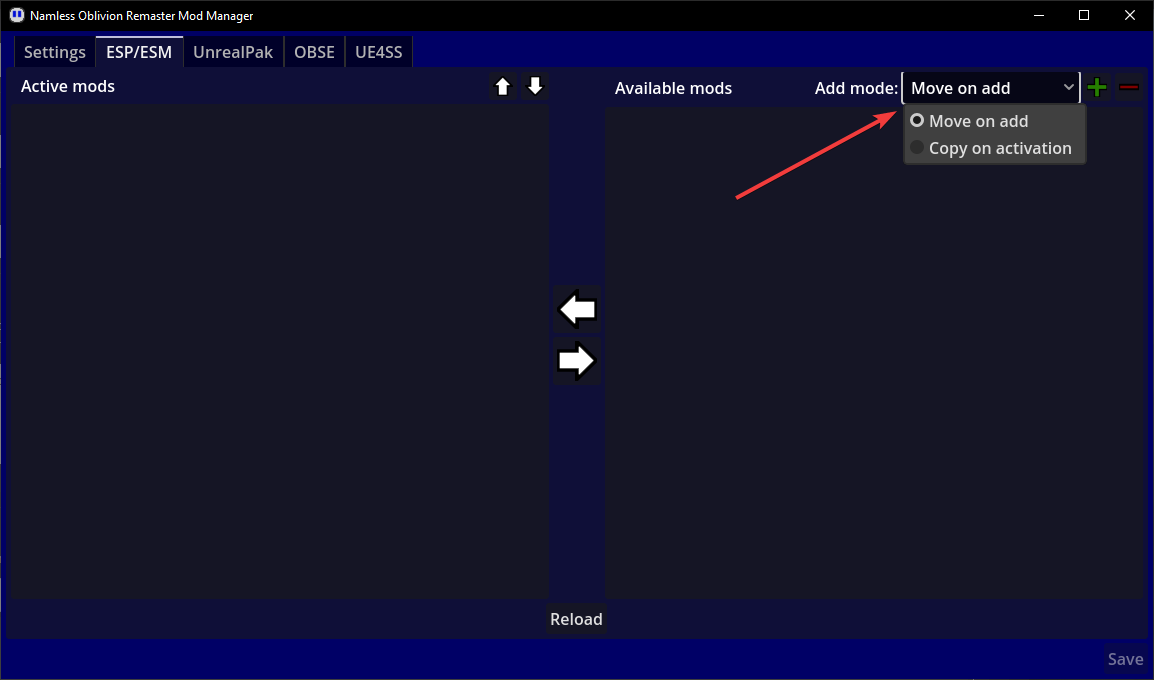 Namless Oblivion Remaster Mod Manager
Settings ESP/ESM UnrealPak OBSE UE4SS
Active mods
Available mods Add mode: Move on add
Move on add
Copy on activation
Reload
Save